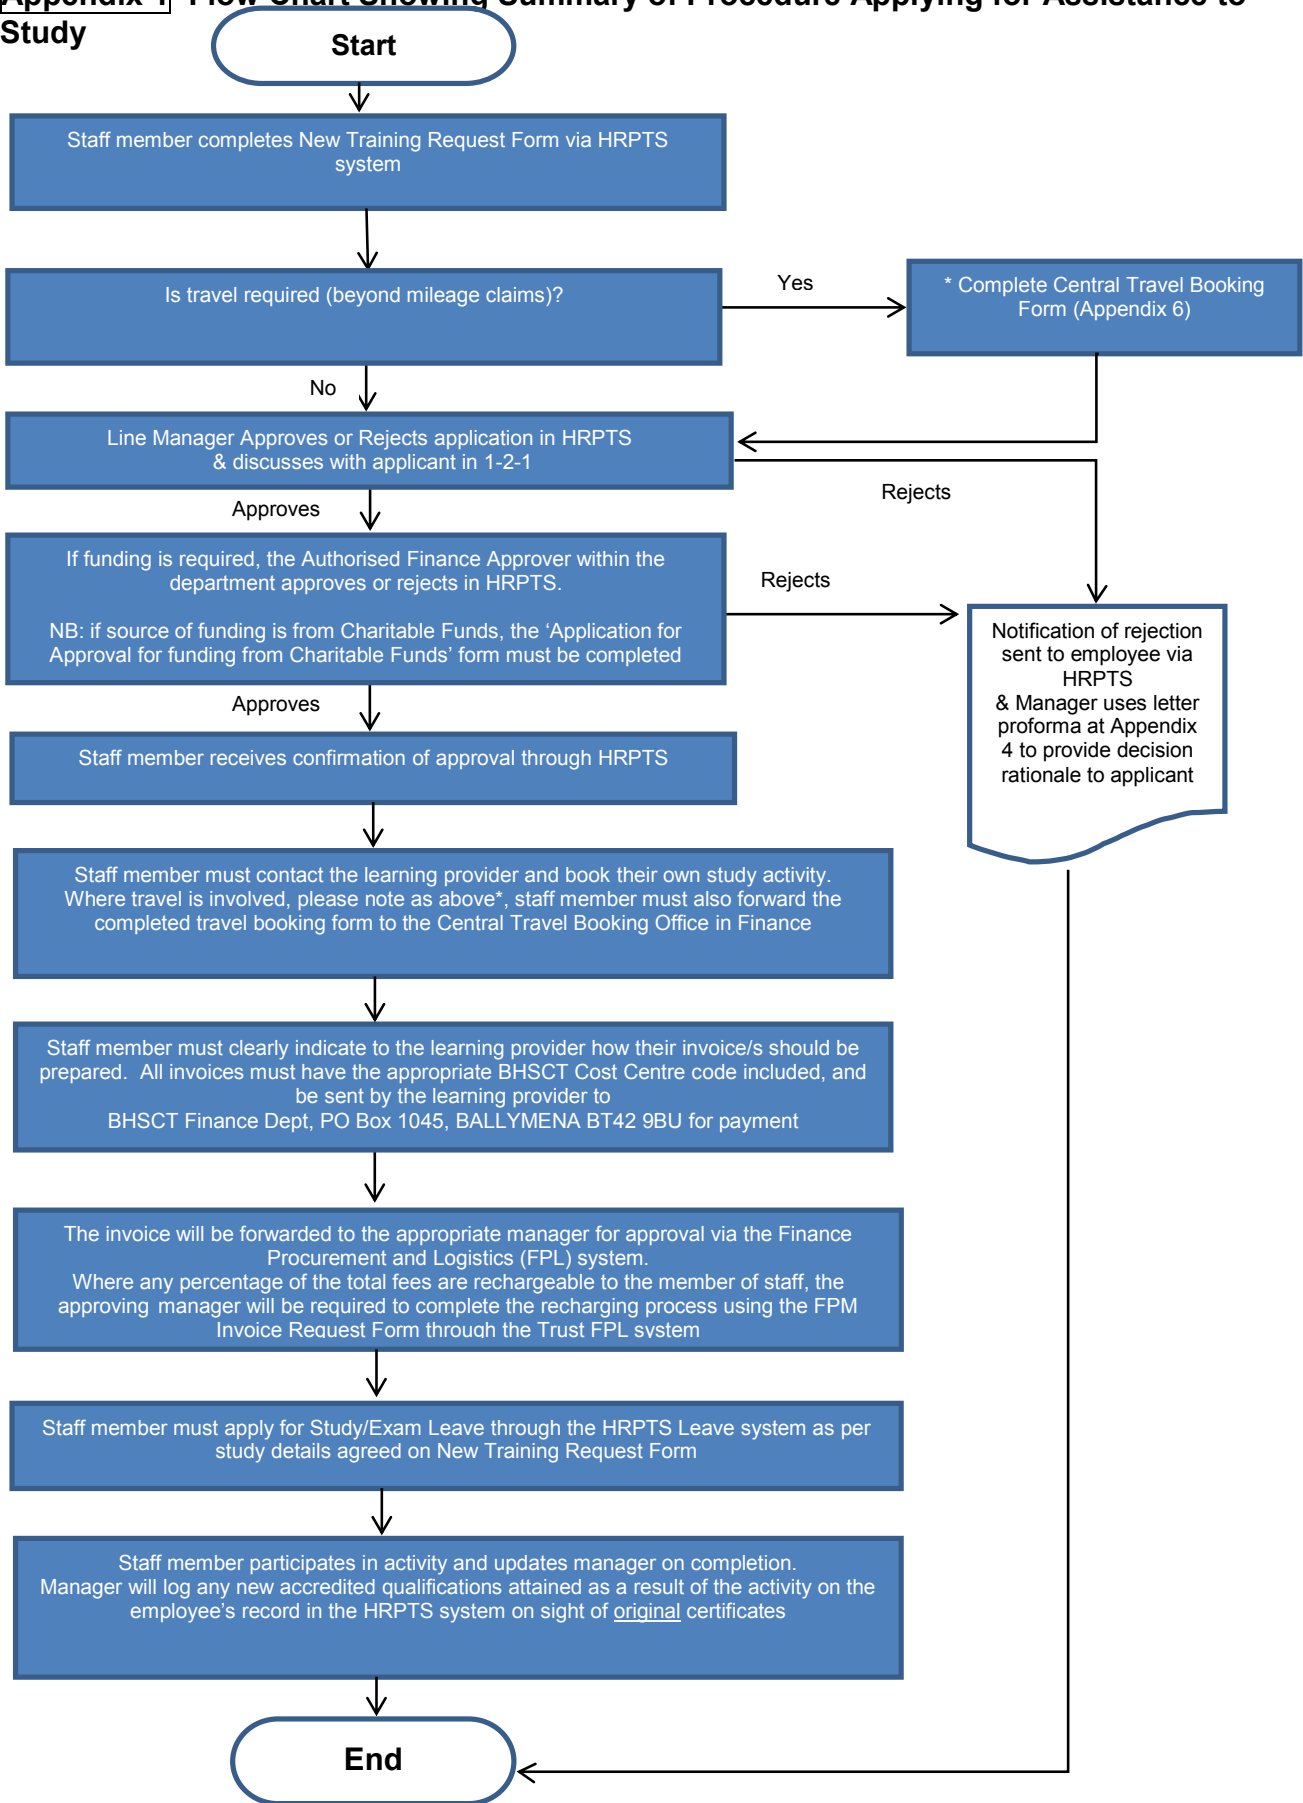 Appendix 1 Flow Chart Showing Summary of Procedure Applying for Assistance to
Study
Start
Staff member completes New Training Request Form via HRPTS
system
Is travel required (beyond mileage claims)?
Yes
* Complete Central Travel Booking
Form (Appendix 6)
No
Line Manager Approves or Rejects application in HRPTS
& discusses with applicant in 1-2-1
Rejects
Approves
If funding is required, the Authorised Finance Approver within the
department approves or rejects in HRPTS.
NB: if source of funding is from Charitable Funds, the ‘Application for
Approval for funding from Charitable Funds’ form must be completed
Rejects
Notification of rejection
sent to employee via
HRPTS
& Manager uses letter
proforma at Appendix
4 to provide decision
rationale to applicant
Approves
Staff member receives confirmation of approval through HRPTS
Staff member must contact the learning provider and book their own study activity.
Where travel is involved, please note as above*, staff member must also forward the
completed travel booking form to the Central Travel Booking Office in Finance
Staff member must clearly indicate to the learning provider how their invoice/s should be
prepared. All invoices must have the appropriate BHSCT Cost Centre code included, and
be sent by the learning provider to
BHSCT Finance Dept, PO Box 1045, BALLYMENA BT42 9BU for payment
The invoice will be forwarded to the appropriate manager for approval via the Finance
Procurement and Logistics (FPL) system.
Where any percentage of the total fees are rechargeable to the member of staff, the
approving manager will be required to complete the recharging process using the FPM
Invoice Request Form through the Trust FPL system
Staff member must apply for Study/Exam Leave through the HRPTS Leave system as per
study details agreed on New Training Request Form
Staff member participates in activity and updates manager on completion.
Manager will log any new accredited qualifications attained as a result of the activity on the
employee’s record in the HRPTS system on sight of original certificates
End